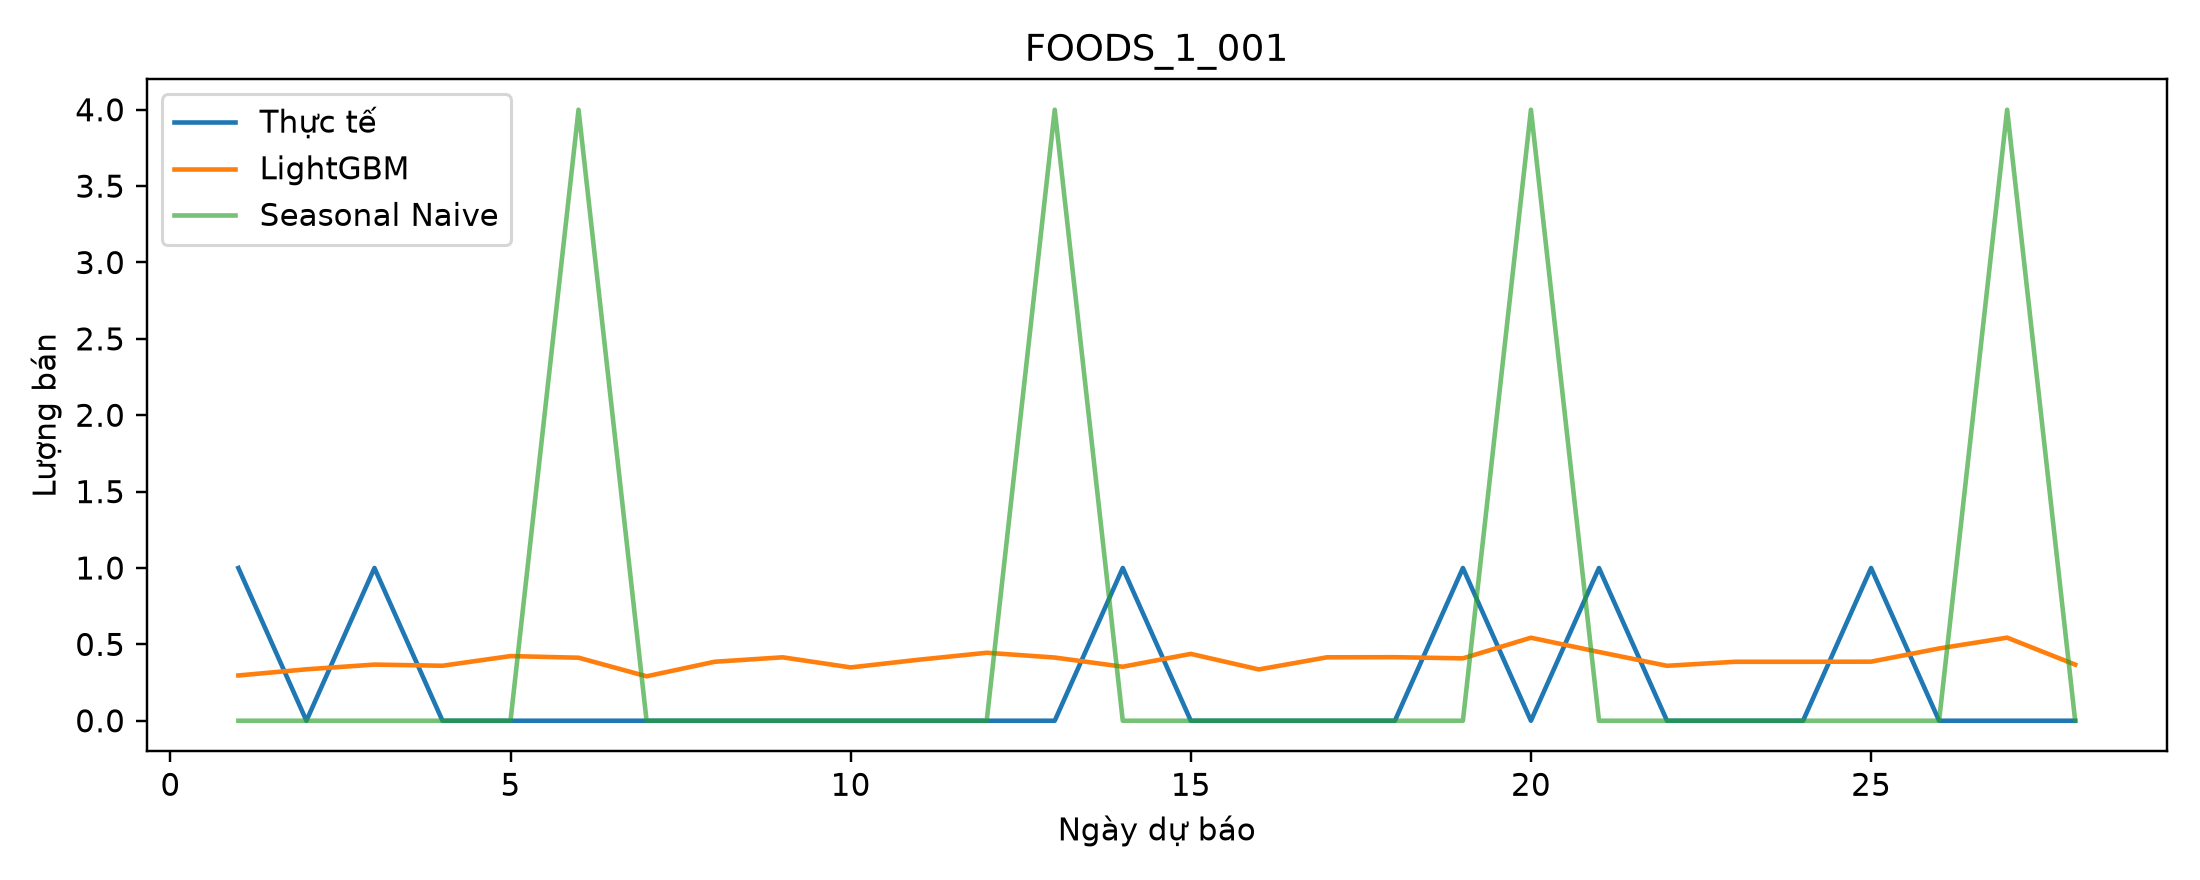 FOODS_1_001
Thực tế
LightGBM
Seasonal Naive
Lượng bán
4.0
3.5
3.0
2.5
2.0
1.5
1.0
0.5
0.0
0 5 10 15 20 25
Ngày dự báo